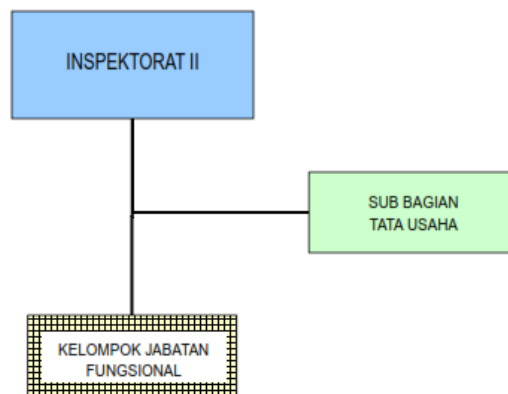 INSPEKTORAT II
SUB BAGIAN
TATA USAHA
KELOMPOK JABATAN
FUNGSIONAL